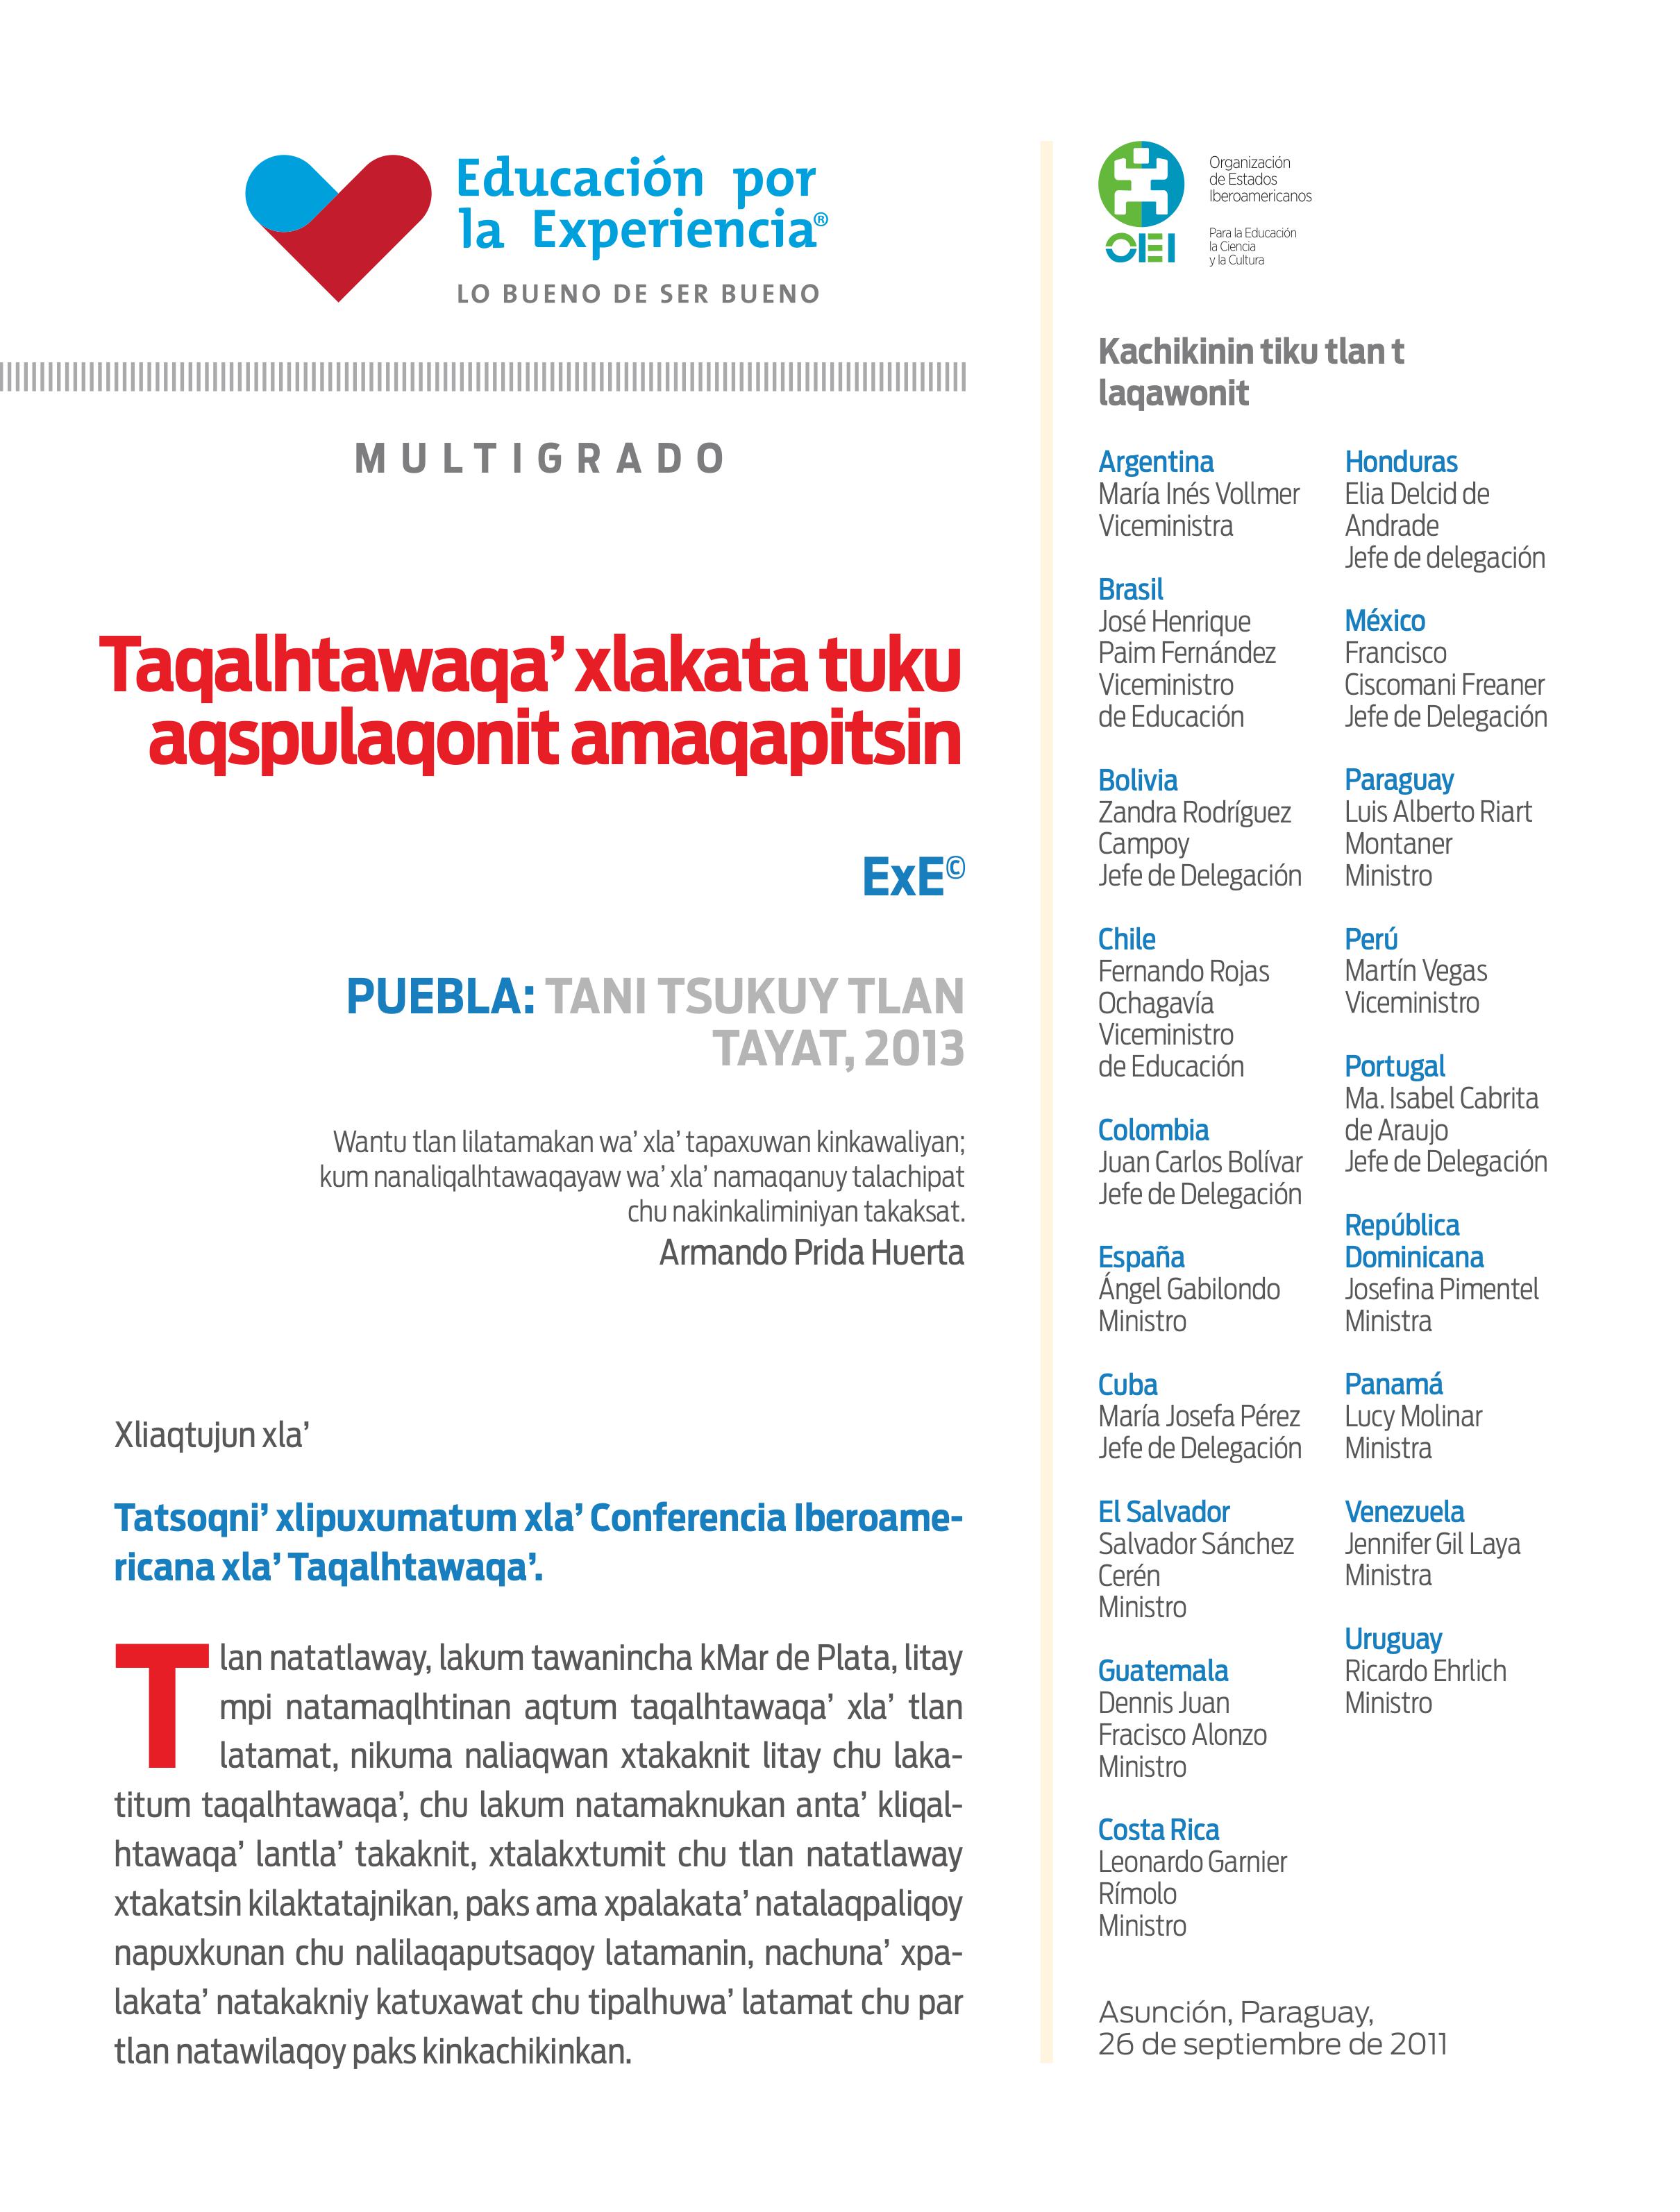 Educación por
la Experiencia®
LO BUENO DE SER BUENO
MULTIGRADO
Taqalhtawaqa’ xlakata tuku
aqspulaqonit amaqapitsin
ExE©
PUEBLA: TANI TSUKUY TLAN
TAYAT, 2013
Wantu tlan lilatamakan wa’ xla’ tapaxuwan kinkawaliyan;
kum nanaliqalhtawaqayaw wa’ xla’ namaqanuy talachipat
chu nakinkaliminiyan takaksat.
Armando Prida Huerta
Xliaqtujun xla’
Tatsoqni’ xlipuxumatum xla’ Conferencia Iberoame-
ricana xla’ Taqalhtawaqa’.
Tlan natatlaway, lakum tawanincha kMar de Plata, litay
mpi natamaqlhtinan aqtum taqalhtawaqa’ xla’ tlan
latamat, nikuma naliaqwan xtakaknit litay chu laka-
titum taqalhtawaqa’, chu lakum natamaknukan anta’ kliqal-
htawaqa’ lantla’ takaknit, xtalakxtumit chu tlan natatlaway
xtakatsin kilaktatajnikan, paks ama xpalakata’ natalaqpaliqoy
napuxkunan chu nalilaqaputsaqoy latamanin, nachuna’ xpa-
lakata’ natakakniy katuxawat chu tipalhuwa’ latamat chu par
tlan natawilaqoy paks kinkachikinkan.
OEI
Organización
de Estados
Iberoamericanos
Para la Educación
la Ciencia
y la Cultura
Kachikinin tiku tlan t
laqawonit
Argentina
María Inés Vollmer
Viceministra
Brasil
José Henrique
Paim Fernández
Viceministro
de Educación
Bolivia
Zandra Rodríguez
Campoy
Jefe de Delegación
Chile
Fernando Rojas
Ochagavía
Viceministro
de Educación
Colombia
Juan Carlos Bolívar
Jefe de Delegación
España
Ángel Gabilondo
Ministro
Cuba
María Josefa Pérez
Jefe de Delegación
El Salvador
Salvador Sánchez
Cerén
Ministro
Guatemala
Dennis Juan
Fracisco Alonzo
Ministro
Costa Rica
Leonardo Garnier
Rímolo
Ministro
Honduras
Elia Delcid de
Andrade
Jefe de delegación
México
Francisco
Ciscomani Freaner
Jefe de Delegación
Paraguay
Luis Alberto Riart
Montaner
Ministro
Perú
Martín Vegas
Viceministro
Portugal
Ma. Isabel Cabrita
de Araujo
Jefe de Delegación
República
Dominicana
Josefina Pimentel
Ministra
Panamá
Lucy Molinar
Ministra
Venezuela
Jennifer Gil Laya
Ministra
Uruguay
Ricardo Ehrlich
Ministro
Asunción, Paraguay,
26 de septiembre de 2011